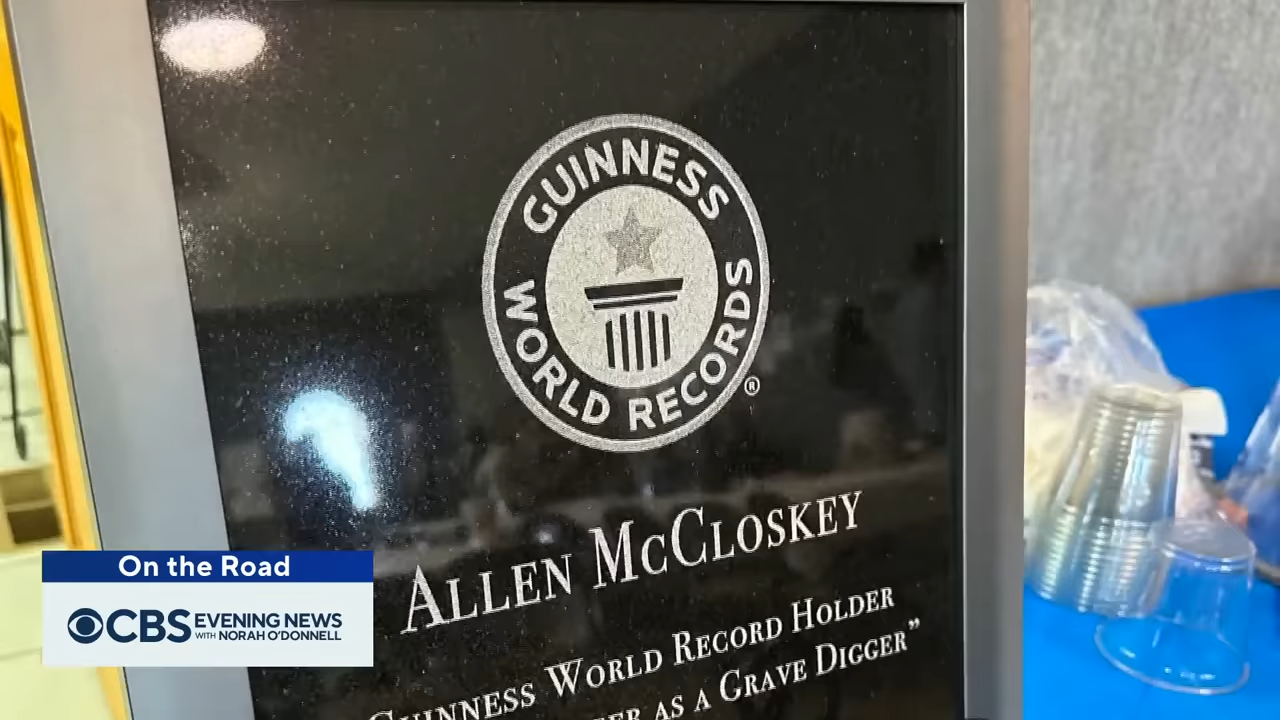 GUINNESS
WORLD RECORDS
®
ALLEN MCCLOSKEY
GUINNESS WORLD RECORD HOLDER
AS A GRAVE DIGGER”
On the Road
CBS EVENING NEWS
WITH NORAH O'DONNELL